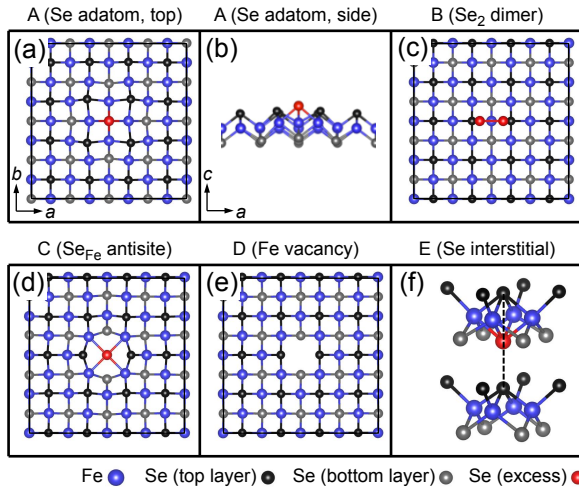 A (Se adatom, top)
A (Se adatom, side)
B (Se2 dimer)
(a)
(b)
(c)
b
a
c
a
C (SeFe antisite)
D (Fe vacancy)
E (Se interstitial)
(d)
(e)
(f)
Fe
Se (top layer)
Se (bottom layer)
Se (excess)